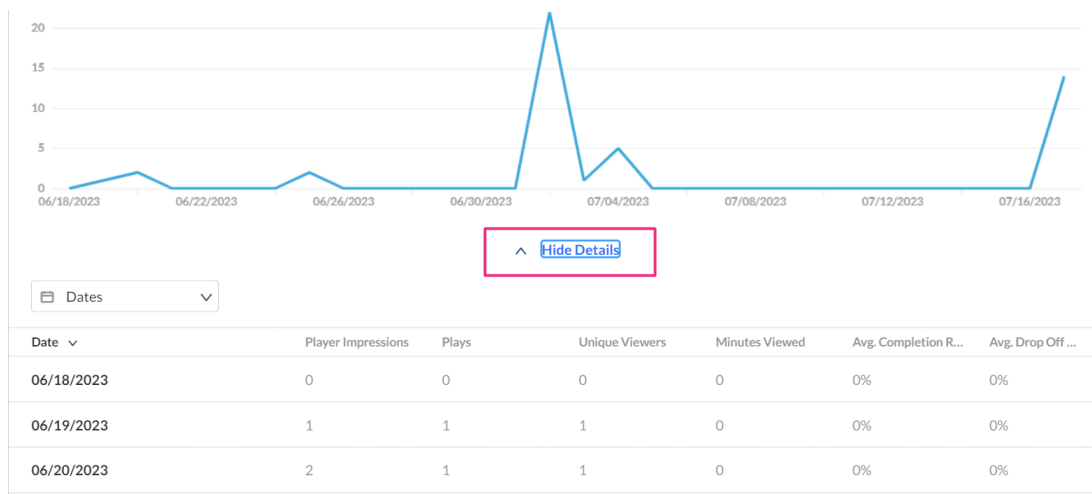 20
15
10
5
0
06/18/2023 06/22/2023 06/26/2023 06/30/2023 07/04/2023 07/08/2023 07/12/2023 07/16/2023
Hide Details
Dates
Date Player Impressions Plays Unique Viewers Minutes Viewed Avg. Completion R... Avg. Drop Off ...
06/18/2023 0 0 0 0 0% 0%
06/19/2023 1 1 1 0 0% 0%
06/20/2023 2 1 1 0 0% 0%